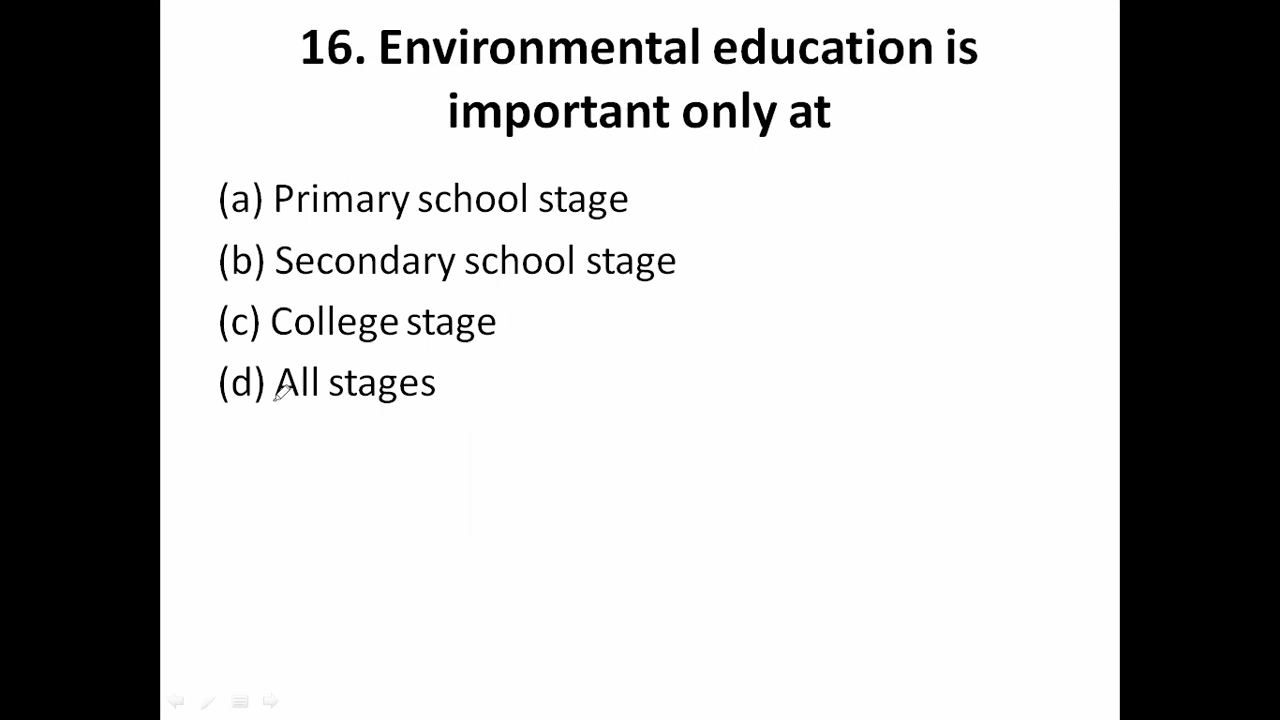 16. Environmental education is
important only at
(a) Primary school stage
(b) Secondary school stage
(c) College stage
(d) All stages